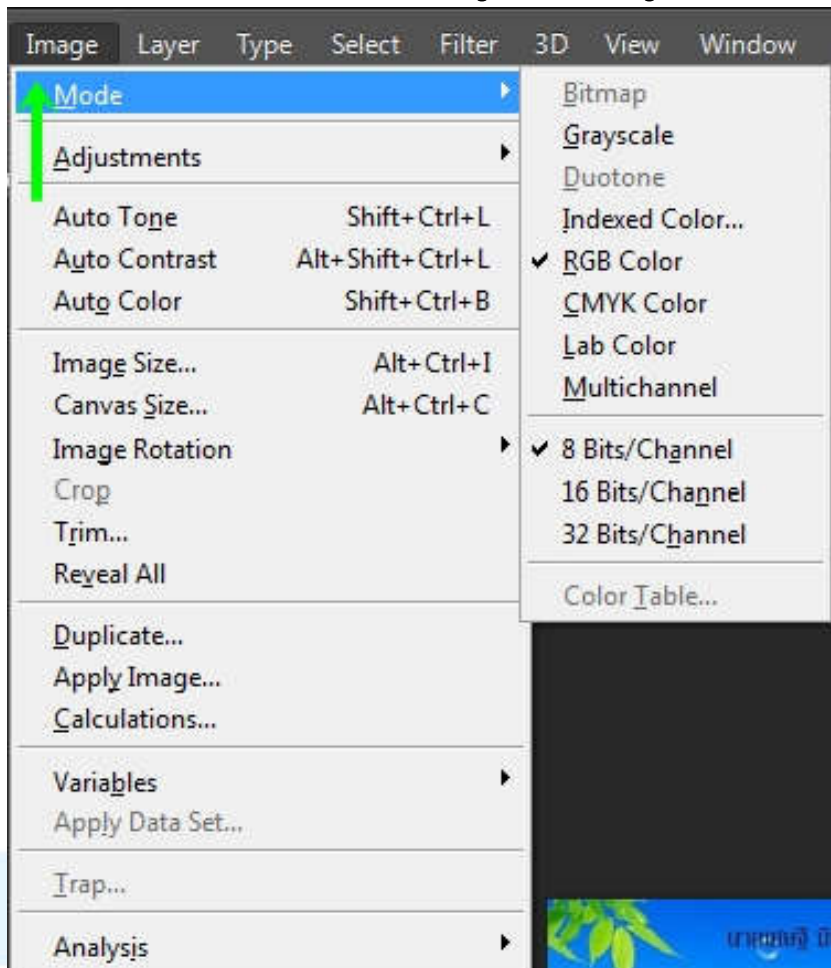 Image Layer Type Select Filter 3D View Window
Mode
Adjustments
Auto Tone Shift+Ctrl+L
Auto Contrast Alt+Shift+Ctrl+L
Auto Color Shift+Ctrl+B
Image Size... Alt+Ctrl+I
Canvas Size... Alt+Ctrl+C
Image Rotation
Crop
Trim...
Reveal All
Duplicate...
Apply Image...
Calculations...
Variables
Apply Data Set...
Trap...
Analysis
Bitmap
Grayscale
Duotone
Indexed Color...
RGB Color
CMYK Color
Lab Color
Multichannel
8 Bits/Channel
16 Bits/Channel
32 Bits/Channel
Color Table...